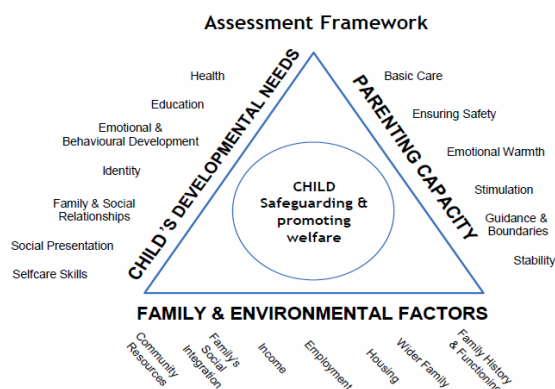 Assessment Framework
Health
Education
Emotional &
Behavioural Development
Identity
Family & Social
Relationships
Social Presentation
Selfcare Skills
CHILD'S DEVELOPMENTAL NEEDS
CHILD
Safeguarding &
promoting
welfare
PARENTING CAPACITY
Basic Care
Ensuring Safety
Emotional Warmth
Stimulation
Guidance &
Boundaries
Stability
FAMILY & ENVIRONMENTAL FACTORS
Community
Resources
Family's
Social
Integration
Income
Employment
Housing
Wider Family
Family History
& Functioning